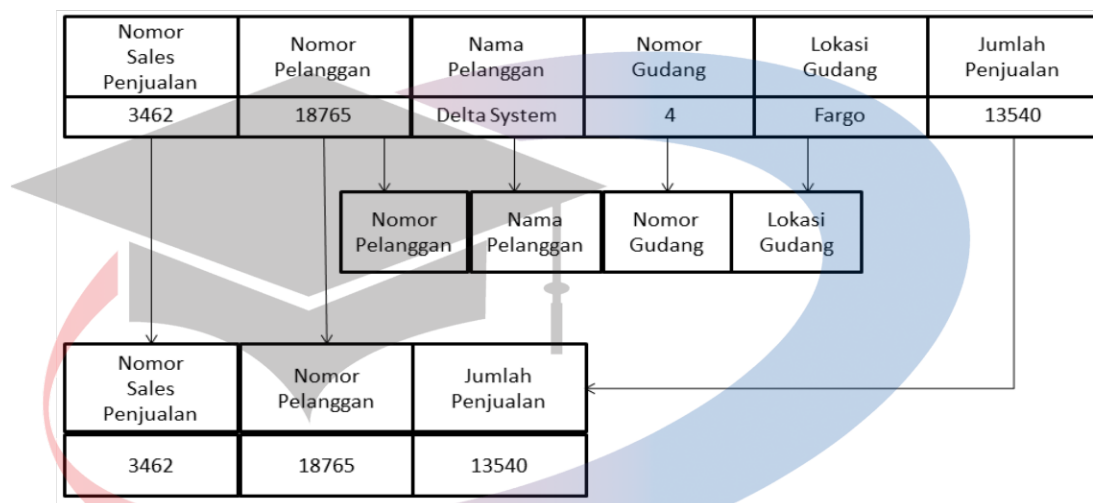 Nomor
Sales
Penjualan
Nomor
Pelanggan
Nama
Pelanggan
Nomor
Gudang
Lokasi
Gudang
Jumlah
Penjualan
3462
18765
Delta System
4
Fargo
13540
Nomor
Pelanggan
Nama
Pelanggan
Nomor
Gudang
Lokasi
Gudang
Nomor
Sales
Penjualan
Nomor
Pelanggan
Jumlah
Penjualan
3462
18765
13540